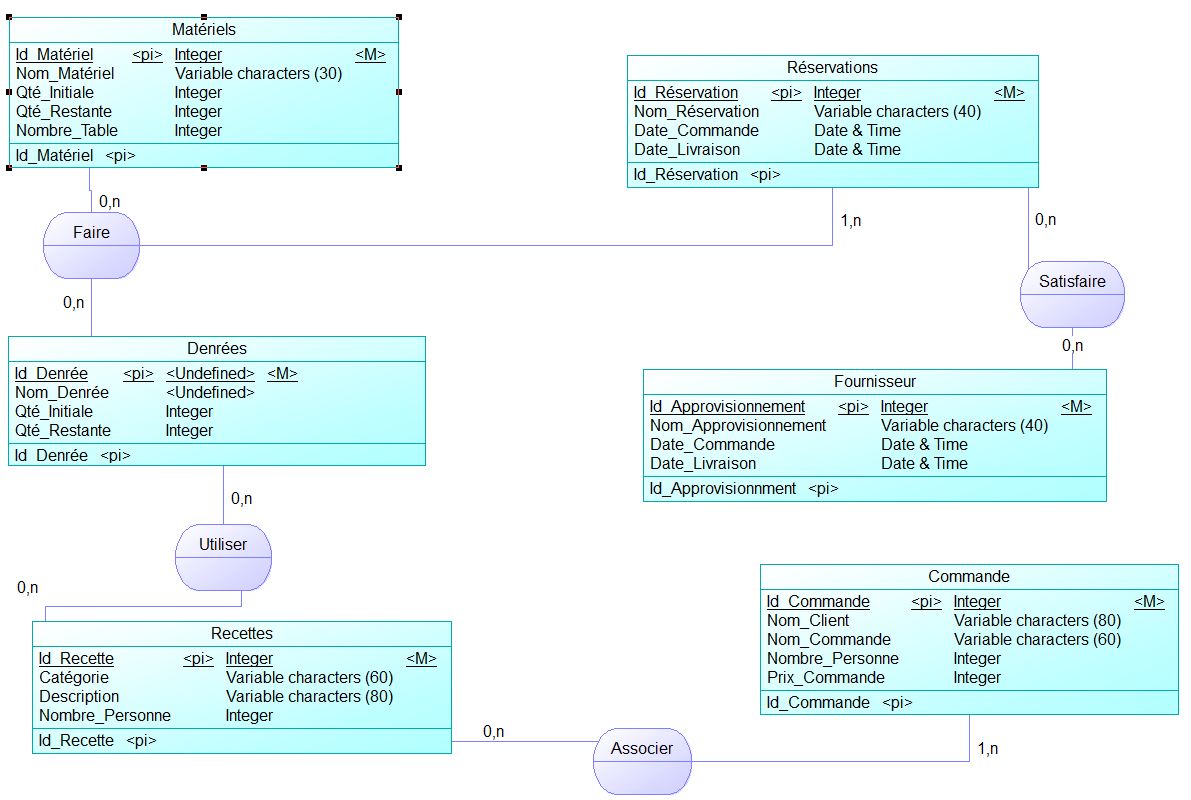 Matériels
Id_Matériel <pi> Integer <M>
Nom_Matériel Variable characters (30)
Qté_Initiale Integer
Qté_Restante Integer
Nombre_Table Integer
Id_Matériel <pi>
Réservations
Id_Réservation <pi> Integer <M>
Nom_Réservation Variable characters (40)
Date_Commande Date & Time
Date_Livraison Date & Time
Id_Réservation <pi>
0,n
Faire
1,n
0,n
0,n
Satisfaire
0,n
Denrées
Id_Denrée <pi> <Undefined> <M>
Nom_Denrée <Undefined>
Qté_Initiale Integer
Qté_Restante Integer
Id_Denrée <pi>
Fournisseur
Id_Approvisionnement <pi> Integer <M>
Nom_Approvisionnement Variable characters (40)
Date_Commande Date & Time
Date_Livraison Date & Time
Id_Approvisionnment <pi>
0,n
Utiliser
0,n
Recettes
Id_Recette <pi> Integer <M>
Catégorie Variable characters (60)
Description Variable characters (80)
Nombre_Personne Integer
Id_Recette <pi>
Commande
Id_Commande <pi> Integer <M>
Nom_Client Variable characters (80)
Nom_Commande Variable characters (60)
Nombre_Personne Integer
Prix_Commande Integer
Id_Commande <pi>
0,n
Associer
1,n